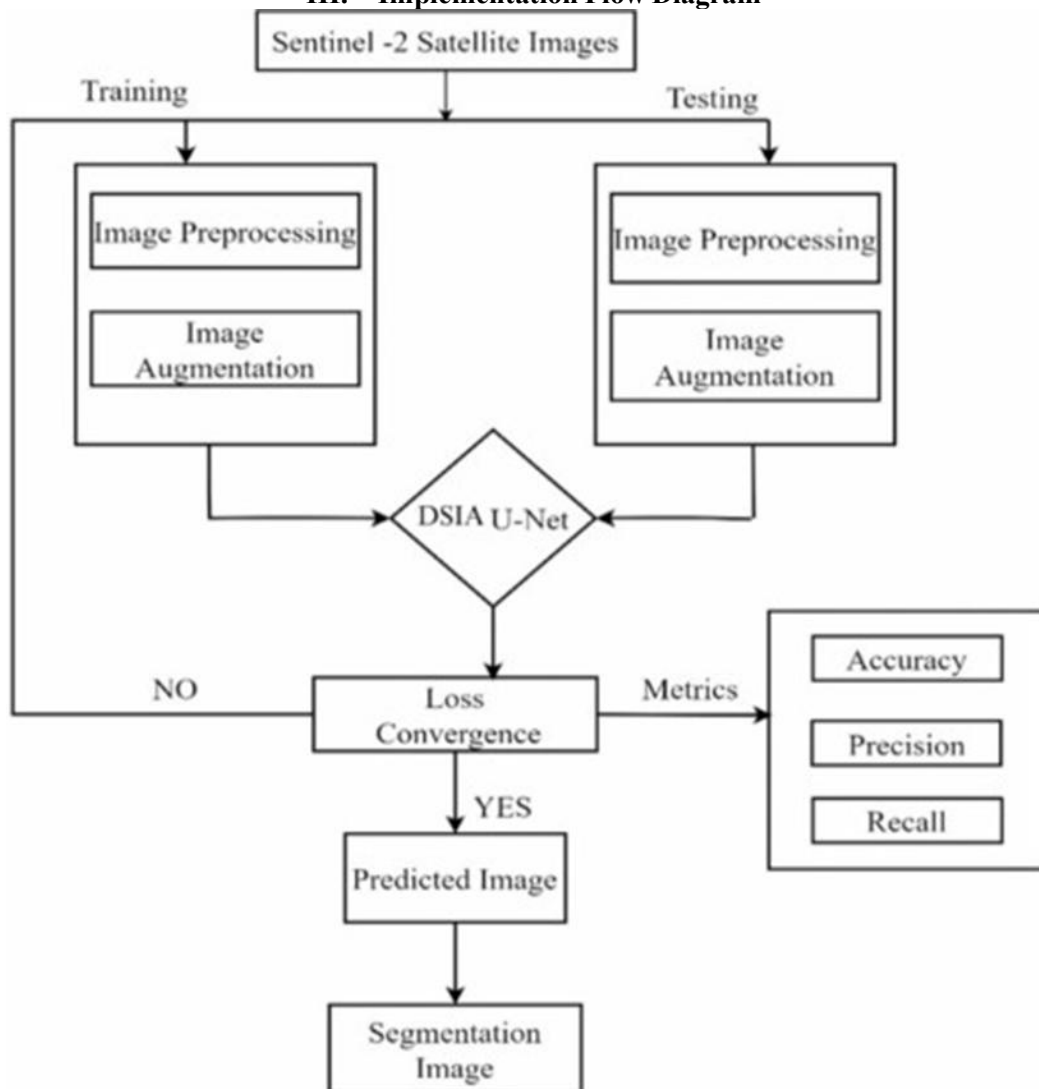 III. Implementation Flow Diagram
Sentinel -2 Satellite Images
Training
Testing
Image Preprocessing
Image
Augmentation
Image Preprocessing
Image
Augmentation
DSIA U-Net
NO
Loss
Convergence
Metrics
Accuracy
Precision
Recall
YES
Predicted Image
Segmentation
Image